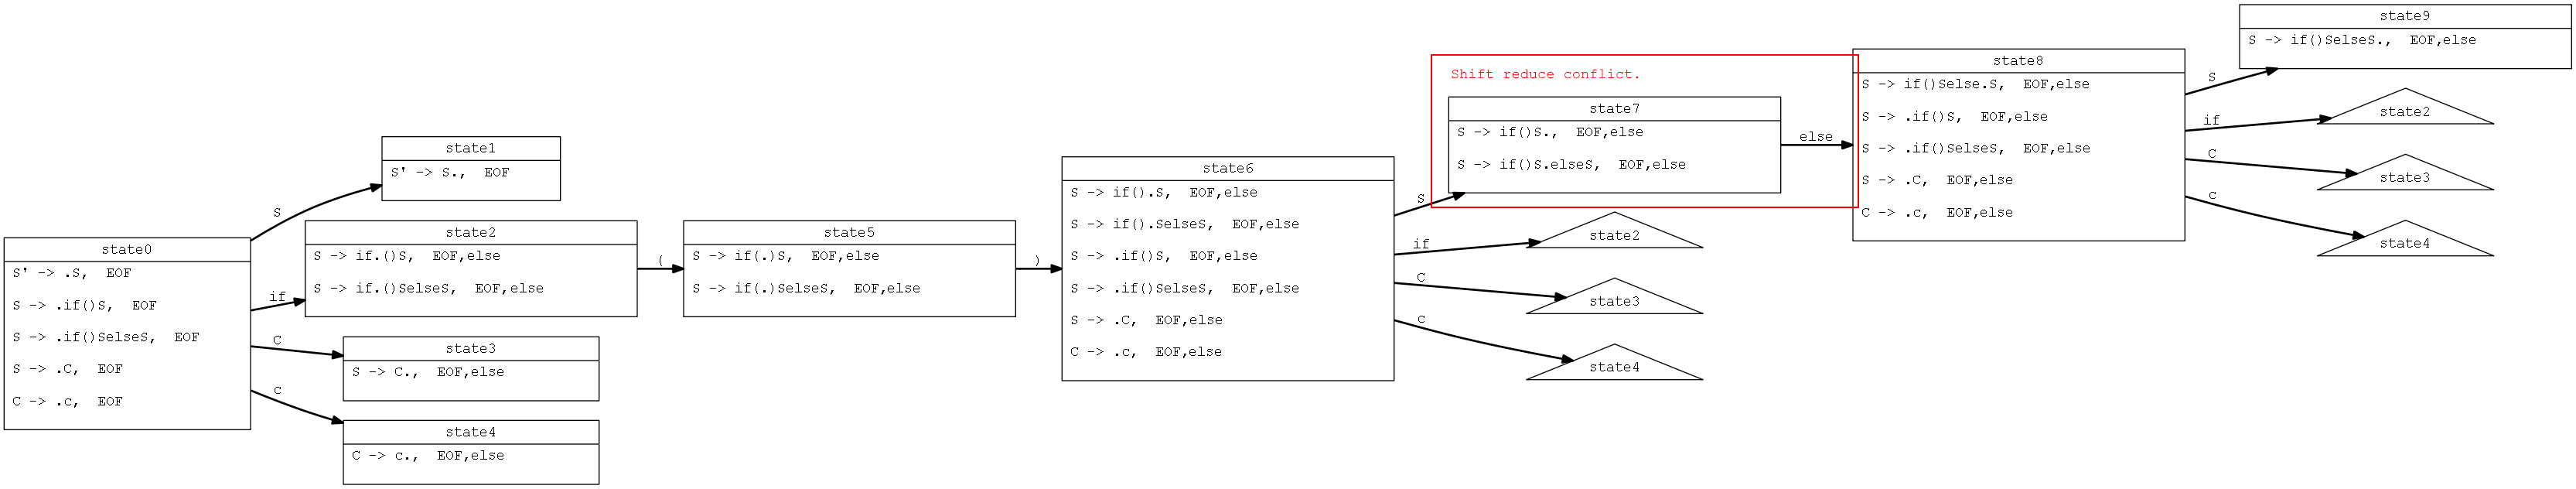 state0
S' -> .S,  EOF
S -> .if()S,  EOF
S -> .if()SelseS,  EOF
S -> .C,  EOF
C -> .c,  EOF
S
if
C
c
state1
S' -> S.,  EOF
state2
S -> if.()S,  EOF,else
S -> if.()SelseS,  EOF,else
state3
S -> C.,  EOF,else
state4
C -> c.,  EOF,else
(
state5
S -> if(.)S,  EOF,else
S -> if(.)SelseS,  EOF,else
)
state6
S -> if().S,  EOF,else
S -> if().SelseS,  EOF,else
S -> .if()S,  EOF,else
S -> .if()SelseS,  EOF,else
S -> .C,  EOF,else
C -> .c,  EOF,else
S
if
C
c
Shift reduce conflict.
state7
S -> if()S.,  EOF,else
S -> if()S.elseS,  EOF,else
state2
state3
state4
else
state8
S -> if()Selse.S,  EOF,else
S -> .if()S,  EOF,else
S -> .if()SelseS,  EOF,else
S -> .C,  EOF,else
C -> .c,  EOF,else
S
if
C
c
state9
S -> if()SelseS.,  EOF,else
state2
state3
state4